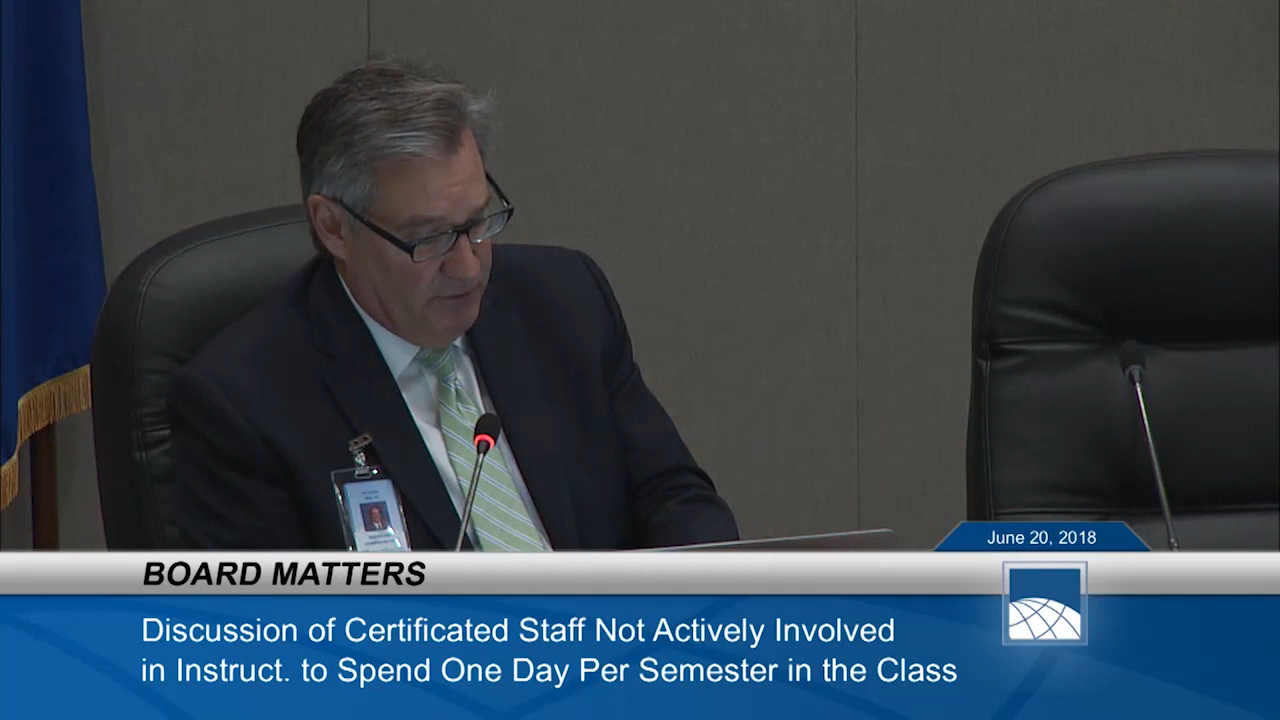 June 20, 2018
BOARD MATTERS
Discussion of Certificated Staff Not Actively Involved
in Instruct. to Spend One Day Per Semester in the Class